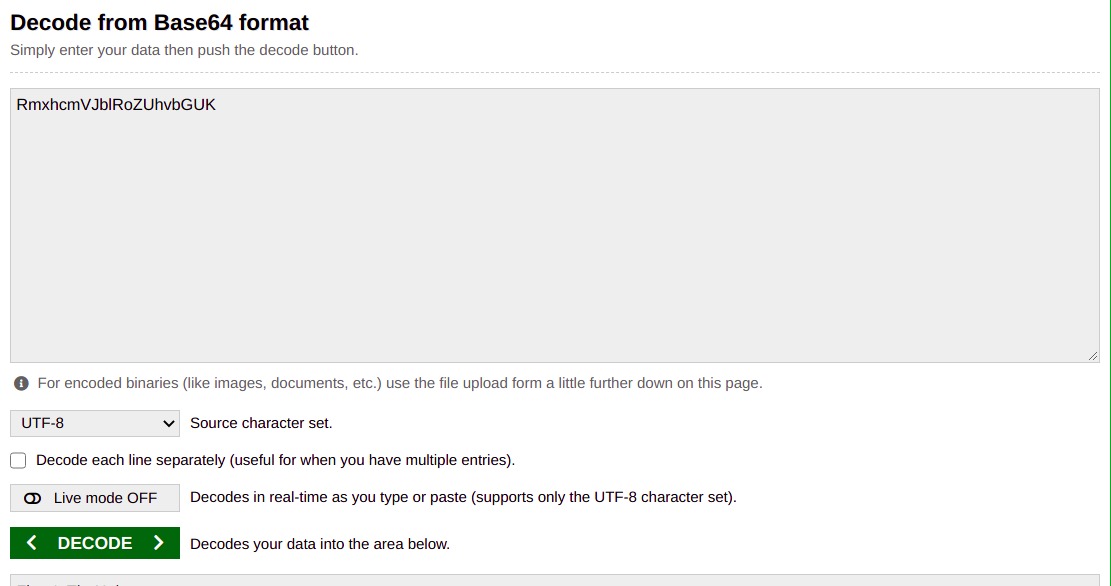 Decode from Base64 format
Simply enter your data then push the decode button.
RmxhcmVJblRoZUhvbGUK
For encoded binaries (like images, documents, etc.) use the file upload form a little further down on this page.
UTF-8 Source character set.
Decode each line separately (useful for when you have multiple entries).
Live mode OFF Decodes in real-time as you type or paste (supports only the UTF-8 character set).
DECODE Decodes your data into the area below.